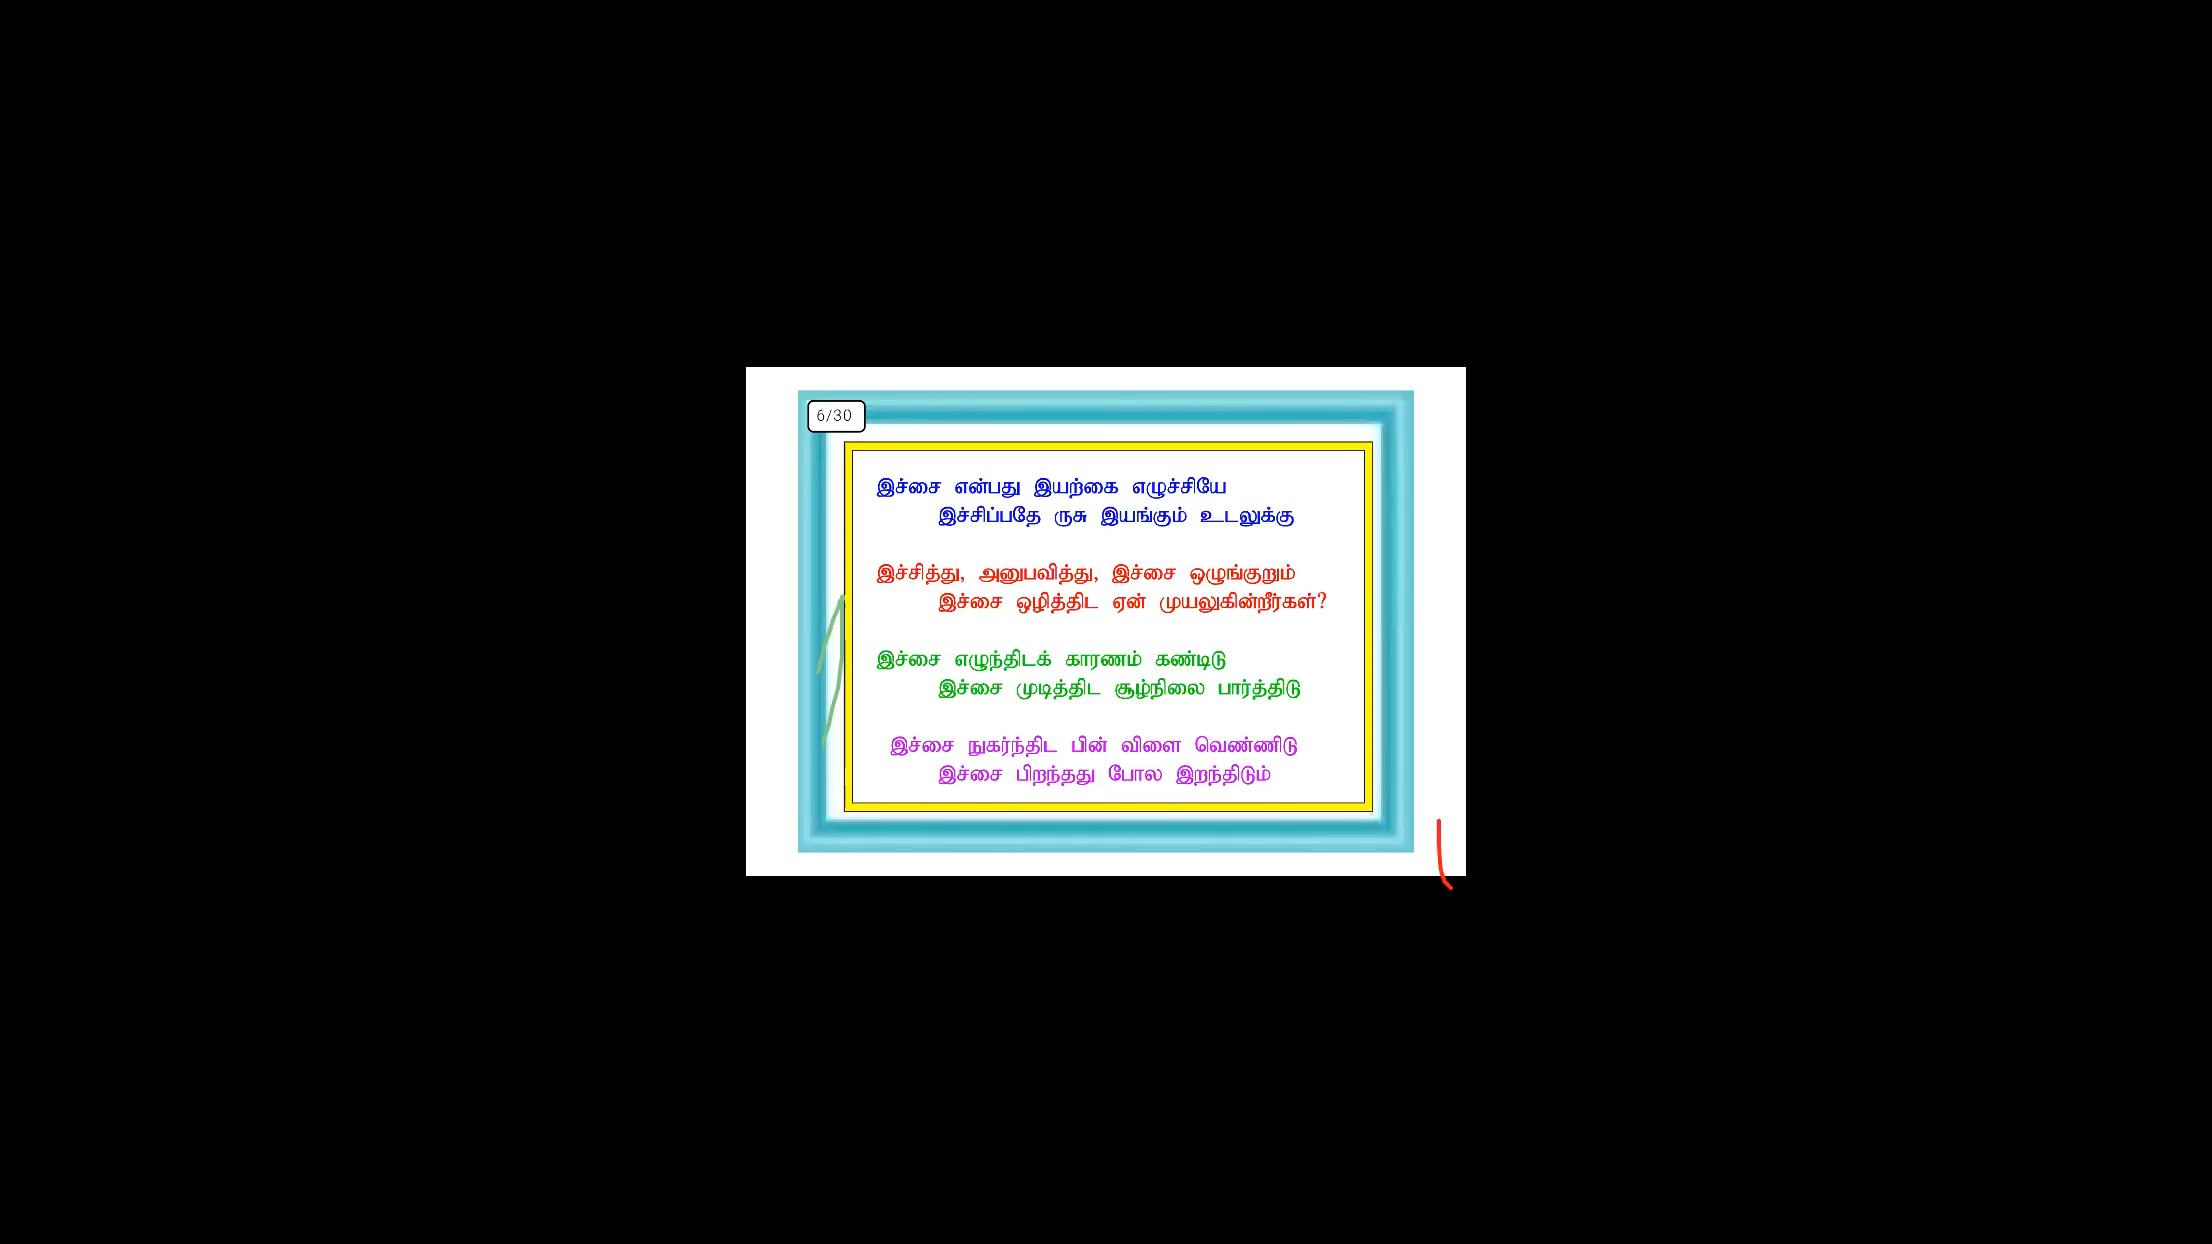 6/30
இச்சை என்பது இயற்கை எழுச்சியே
இச்சிப்பதே ருசு இயங்கும் உடலுக்கு
இச்சித்து, அனுபவித்து, இச்சை ஒழுங்குறும்
இச்சை ஒழித்திட ஏன் முயலுகின்றீர்கள்?
இச்சை எழுந்திடக் காரணம் கண்டிடு
இச்சை முடித்திட சூழ்நிலை பார்த்திடு
இச்சை நுகர்ந்திட பின் விளை வெண்ணிடு
இச்சை பிறந்தது போல இறந்திடும்